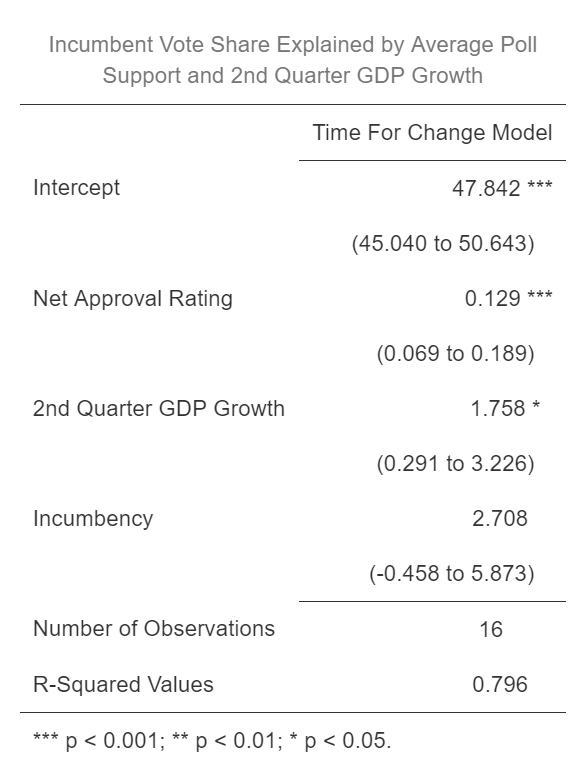 Incumbent Vote Share Explained by Average Poll
Support and 2nd Quarter GDP Growth
Time For Change Model
Intercept 47.842 ***
(45.040 to 50.643)
Net Approval Rating 0.129 ***
(0.069 to 0.189)
2nd Quarter GDP Growth 1.758 *
(0.291 to 3.226)
Incumbency 2.708
(-0.458 to 5.873)
Number of Observations 16
R-Squared Values 0.796
*** p < 0.001; ** p < 0.01; * p < 0.05.